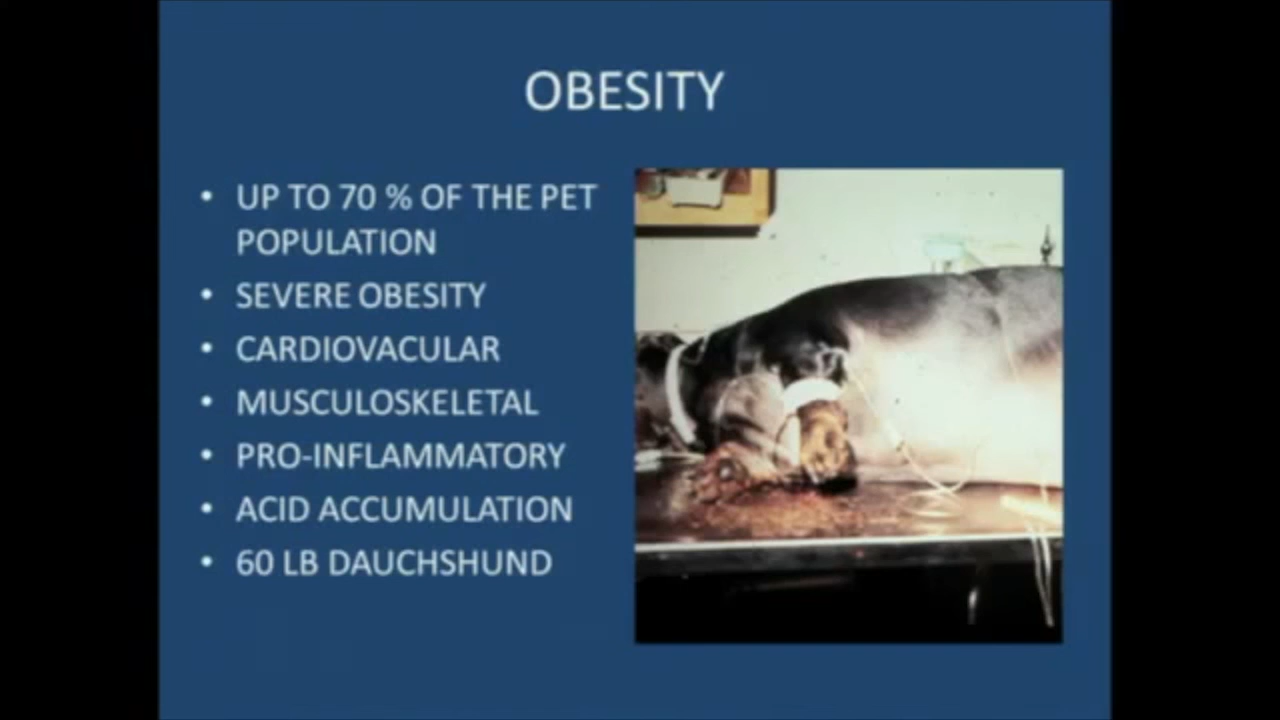 OBESITY
• UP TO 70 % OF THE PET
POPULATION
• SEVERE OBESITY
• CARDIOVACULAR
• MUSCULOSKELETAL
• PRO-INFLAMMATORY
• ACID ACCUMULATION
• 60 LB DAUCHSHUND